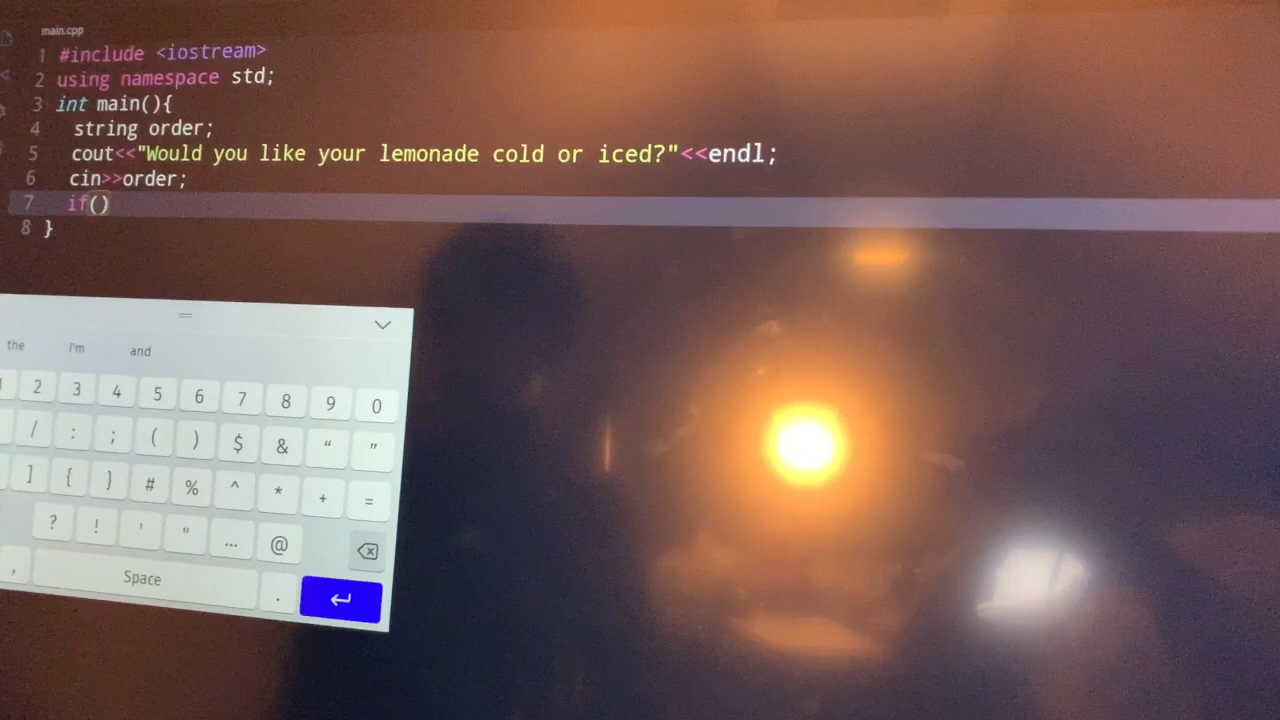 main.cpp
1 #include <iostream>
2 using namespace std;
3 int main(){
4 string order;
5 cout<<"Would you like your lemonade cold or iced?"<<endl;
6 cin>>order;
7 if()
8 }
the I'm and
2 3 4 5 6 7 8 9 0
/ : ; ( ) $ & “ ”
] { } # % ^ * + =
? ! ' " ... @
, Space .